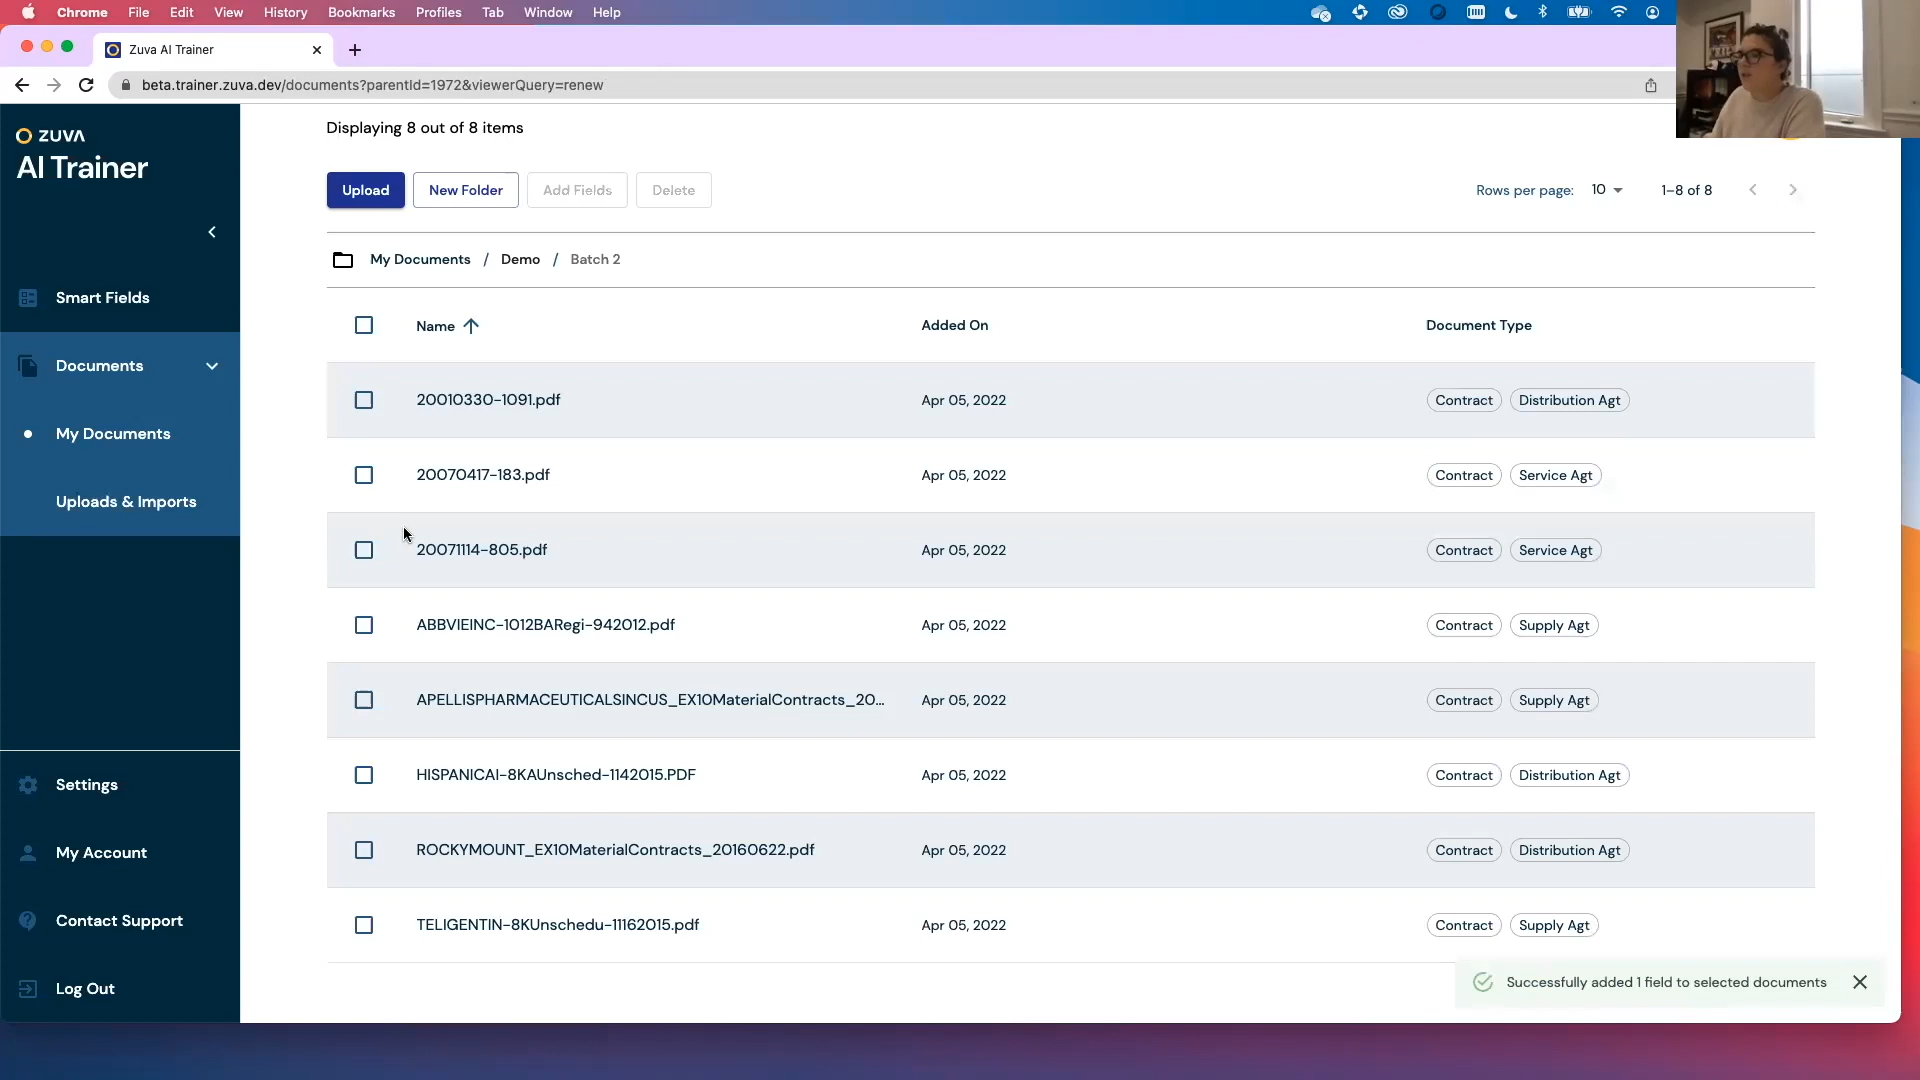 Chrome File Edit View History Bookmarks Profiles Tab Window Help
Zuva AI Trainer
beta.trainer.zuva.dev/documents?parentId=1972&viewerQuery=renew
ZUVA
AI Trainer
Smart Fields
Documents
My Documents
Uploads & Imports
Settings
My Account
Contact Support
Log Out
Displaying 8 out of 8 items
Upload New Folder Add Fields Delete Rows per page: 10 1–8 of 8
My Documents / Demo / Batch 2
Name Added On Document Type
20010330-1091.pdf Apr 05, 2022 Contract Distribution Agt
20070417-183.pdf Apr 05, 2022 Contract Service Agt
20071114-805.pdf Apr 05, 2022 Contract Service Agt
ABBVIEINC-1012BARegi-942012.pdf Apr 05, 2022 Contract Supply Agt
APELLISPHARMACEUTICALSINCUS_EX10MaterialContracts_20... Apr 05, 2022 Contract Supply Agt
HISPANICAI-8KAUnsched-1142015.PDF Apr 05, 2022 Contract Distribution Agt
ROCKYMOUNT_EX10MaterialContracts_20160622.pdf Apr 05, 2022 Contract Distribution Agt
TELIGENTIN-8KUnschedu-11162015.pdf Apr 05, 2022 Contract Supply Agt
Successfully added 1 field to selected documents